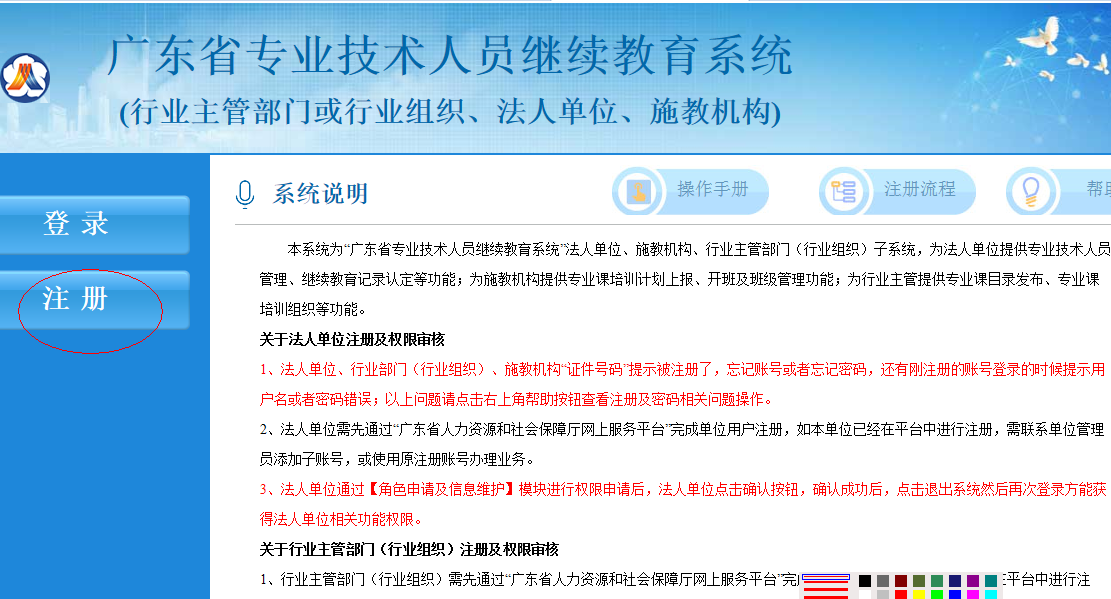 广东省专业技术人员继续教育系统
(行业主管部门或行业组织、法人单位、施教机构)
登 录
注 册
系统说明
操作手册
注册流程
帮助
本系统为“广东省专业技术人员继续教育系统”法人单位、施教机构、行业主管部门（行业组织）子系统，为法人单位提供专业技术人员
管理、继续教育记录认定等功能；为施教机构提供专业课培训计划上报、开班及班级管理功能；为行业主管提供专业课目录发布、专业课
培训组织等功能。
关于法人单位注册及权限审核
1、法人单位、行业部门（行业组织）、施教机构“证件号码”提示被注册了，忘记账号或者忘记密码，还有刚注册的账号登录的时候提示用
户名或者密码错误；以上问题请点击右上角帮助按钮查看注册及密码相关问题操作。
2、法人单位需先通过“广东省人力资源和社会保障厅网上服务平台”完成单位用户注册，如本单位已经在平台中进行注册，需联系单位管理
员添加子账号，或使用原注册账号办理业务。
3、法人单位通过【角色申请及信息维护】模块进行权限申请后，法人单位点击确认按钮，确认成功后，点击退出系统然后再次登录方能获
得法人单位相关功能权限。
关于行业主管部门（行业组织）注册及权限审核
1、行业主管部门（行业组织）需先通过“广东省人力资源和社会保障厅网上服务平台”完 平台中进行注